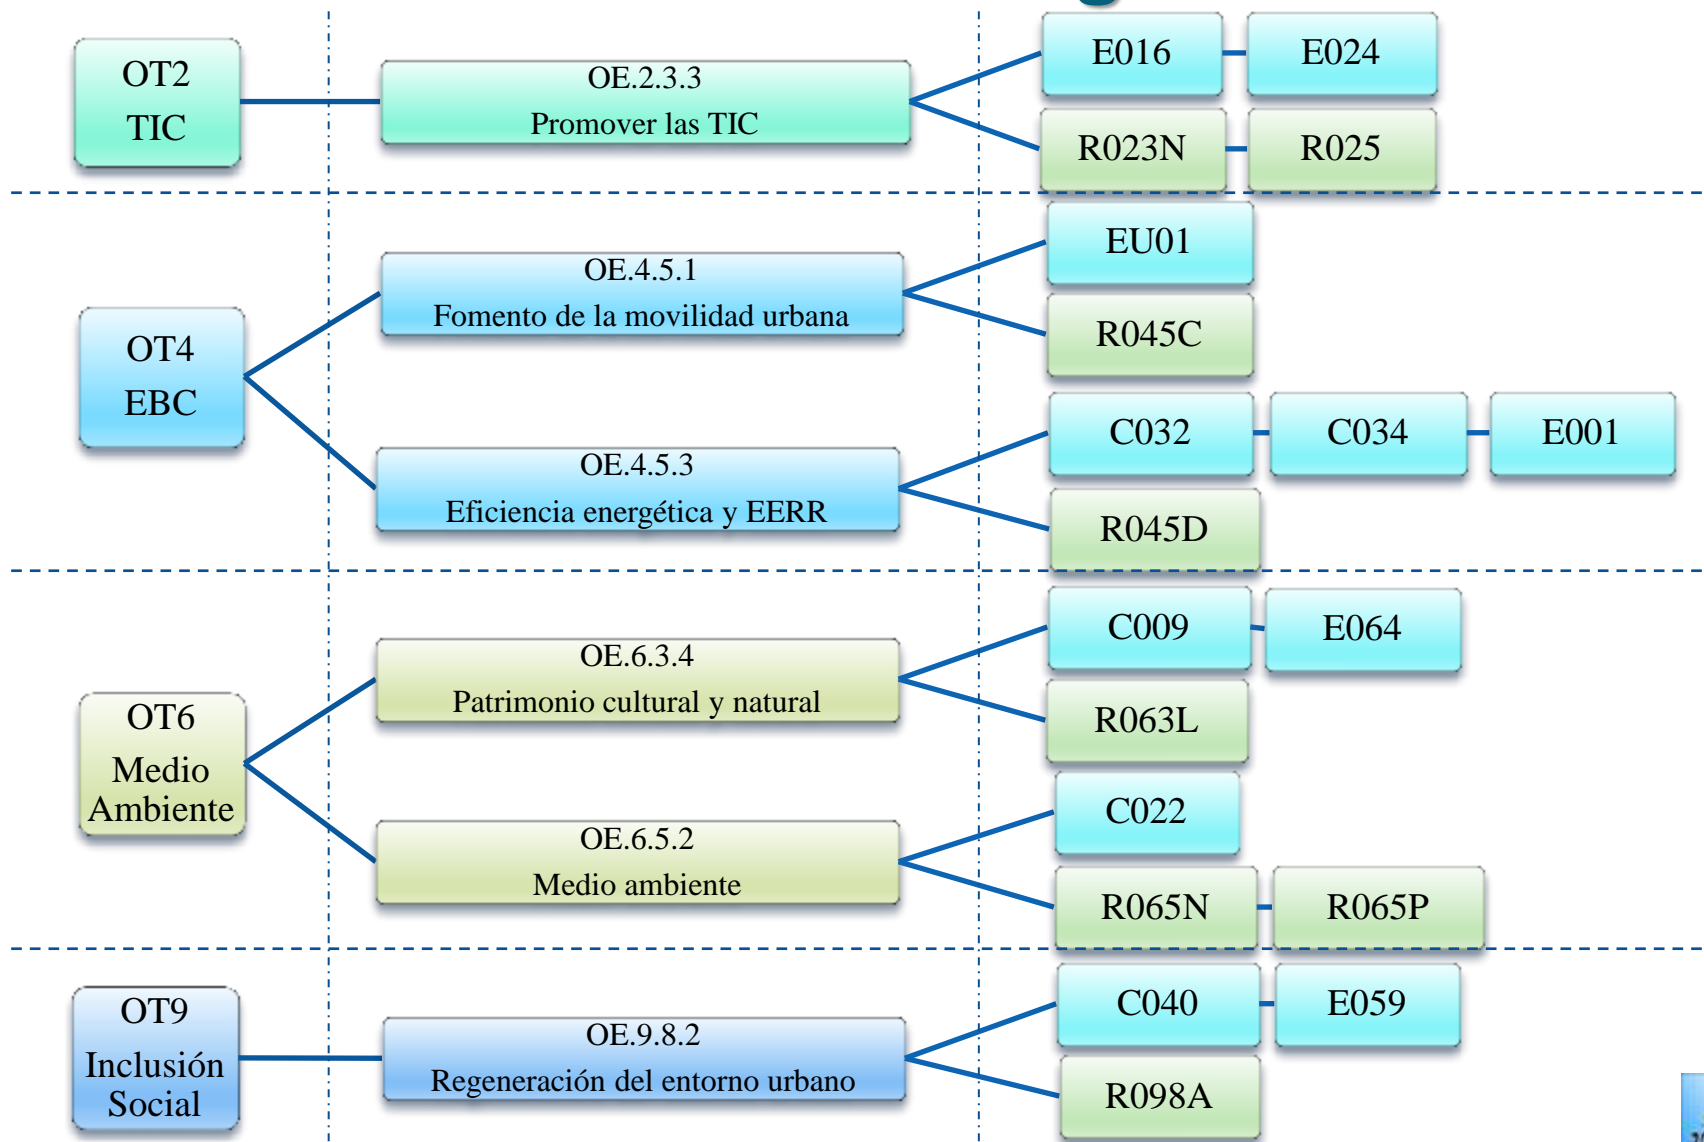 OT2
TIC
OE.2.3.3
Promover las TIC
E016
E024
R023N
R025
OT4
EBC
OE.4.5.1
Fomento de la movilidad urbana
EU01
R045C
OE.4.5.3
Eficiencia energética y EERR
C032
C034
E001
R045D
OT6
Medio
Ambiente
OE.6.3.4
Patrimonio cultural y natural
C009
E064
R063L
OE.6.5.2
Medio ambiente
C022
R065N
R065P
OT9
Inclusión
Social
OE.9.8.2
Regeneración del entorno urbano
C040
E059
R098A